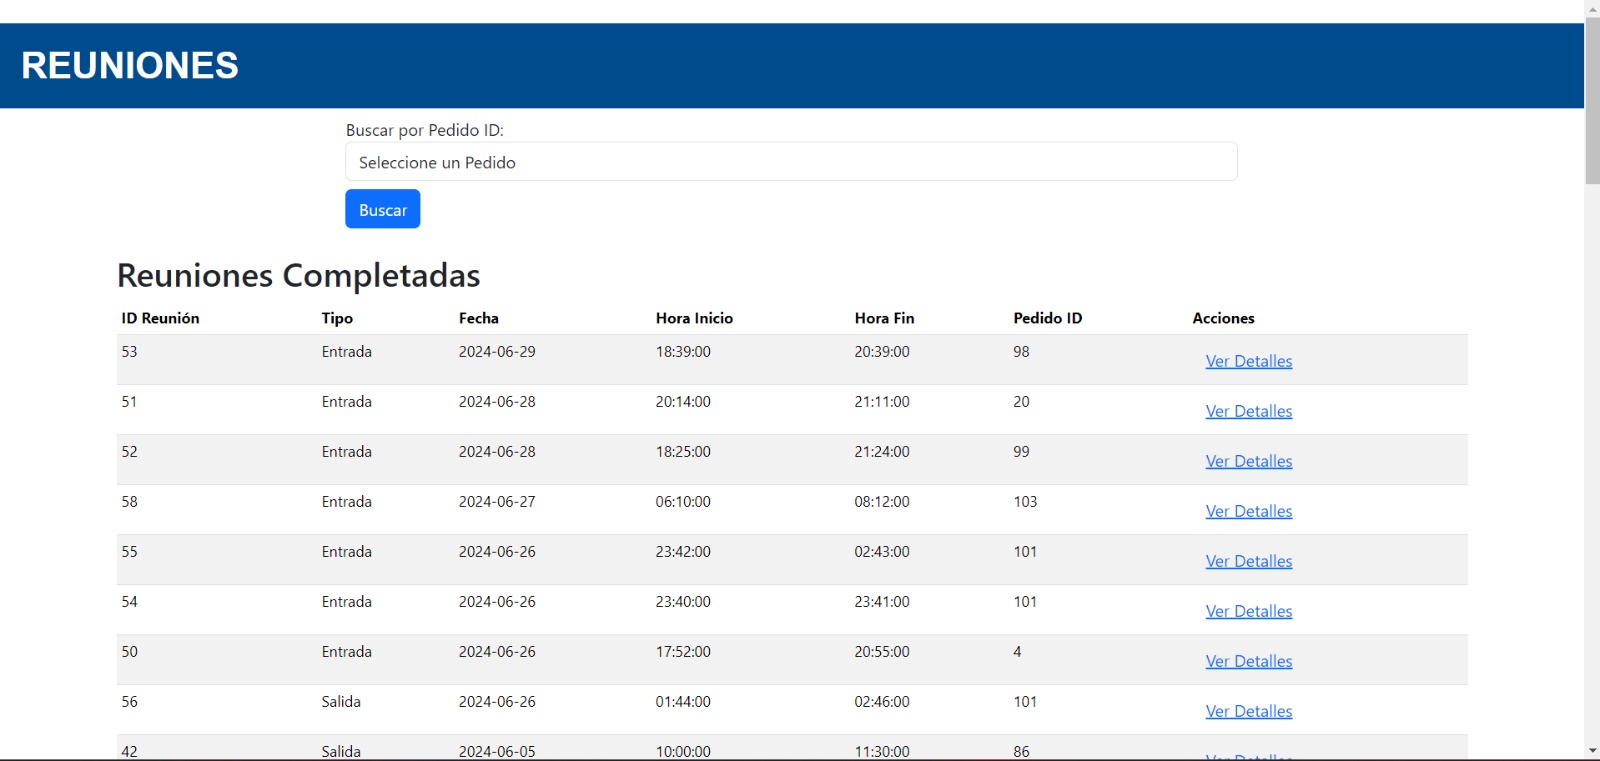 REUNIONES
Buscar por Pedido ID:
Seleccione un Pedido
Buscar
Reuniones Completadas
ID Reunión Tipo Fecha Hora Inicio Hora Fin Pedido ID Acciones
53 Entrada 2024-06-29 18:39:00 20:39:00 98 Ver Detalles
51 Entrada 2024-06-28 20:14:00 21:11:00 20 Ver Detalles
52 Entrada 2024-06-28 18:25:00 21:24:00 99 Ver Detalles
58 Entrada 2024-06-27 06:10:00 08:12:00 103 Ver Detalles
55 Entrada 2024-06-26 23:42:00 02:43:00 101 Ver Detalles
54 Entrada 2024-06-26 23:40:00 23:41:00 101 Ver Detalles
50 Entrada 2024-06-26 17:52:00 20:55:00 4 Ver Detalles
56 Salida 2024-06-26 01:44:00 02:46:00 101 Ver Detalles
42 Salida 2024-06-05 10:00:00 11:30:00 86 Ver Detalles